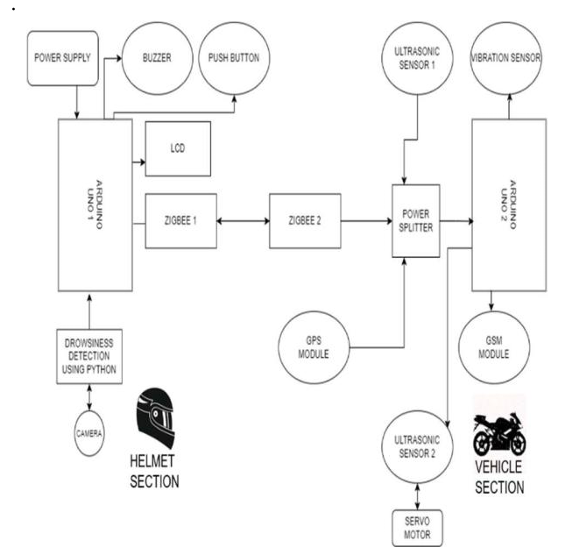 .
POWER SUPPLY
BUZZER
PUSH BUTTON
ULTRASONIC
SENSOR 1
VIBRATION SENSOR
ARDUINO
UNO 1
LCD
ARDUINO
UNO 2
ZIGBEE 1
ZIGBEE 2
POWER
SPLITTER
DROWSINESS
DETECTION
USING PYTHON
GPS
MODULE
GSM
MODULE
CAMERA
HELMET
SECTION
ULTRASONIC
SENSOR 2
VEHICLE
SECTION
SERVO
MOTOR